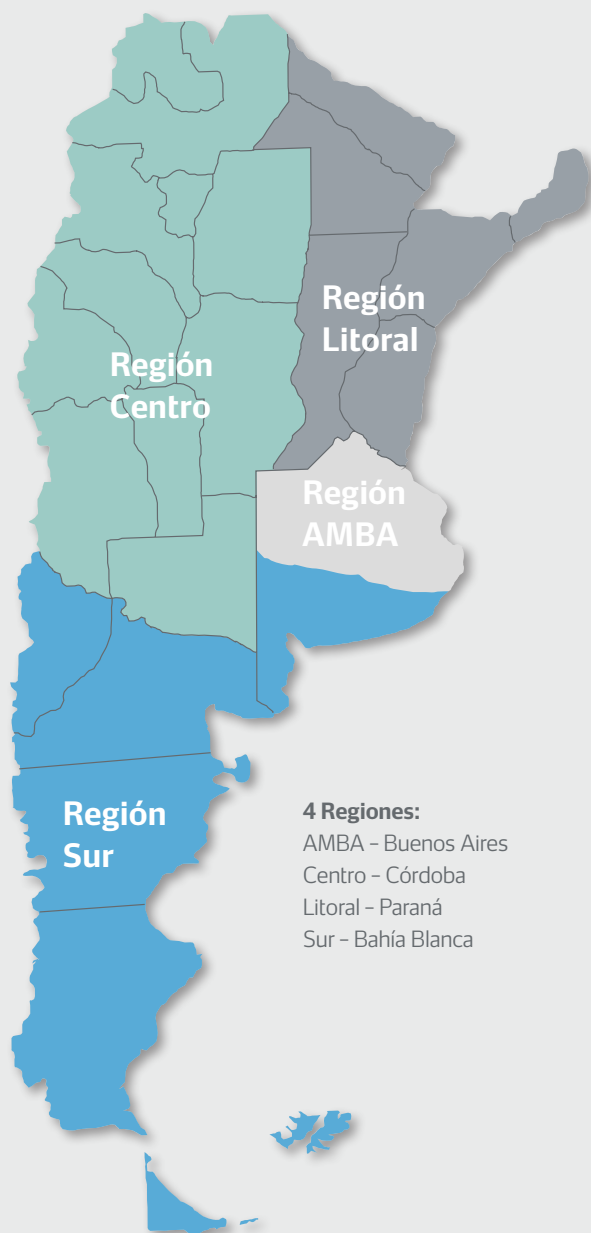 Región
Litoral
Región
Centro
Región
AMBA
Región
Sur
4 Regiones:
AMBA – Buenos Aires
Centro – Córdoba
Litoral – Paraná
Sur – Bahía Blanca